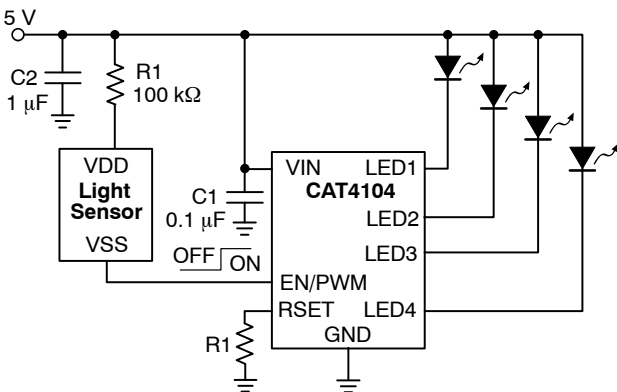 5 V
C2
1 μF
R1
100 kΩ
VDD
Light
Sensor
VSS
C1
0.1 μF
OFF
ON
VIN
LED1
CAT4104
LED2
LED3
EN/PWM
RSET
LED4
GND
R1